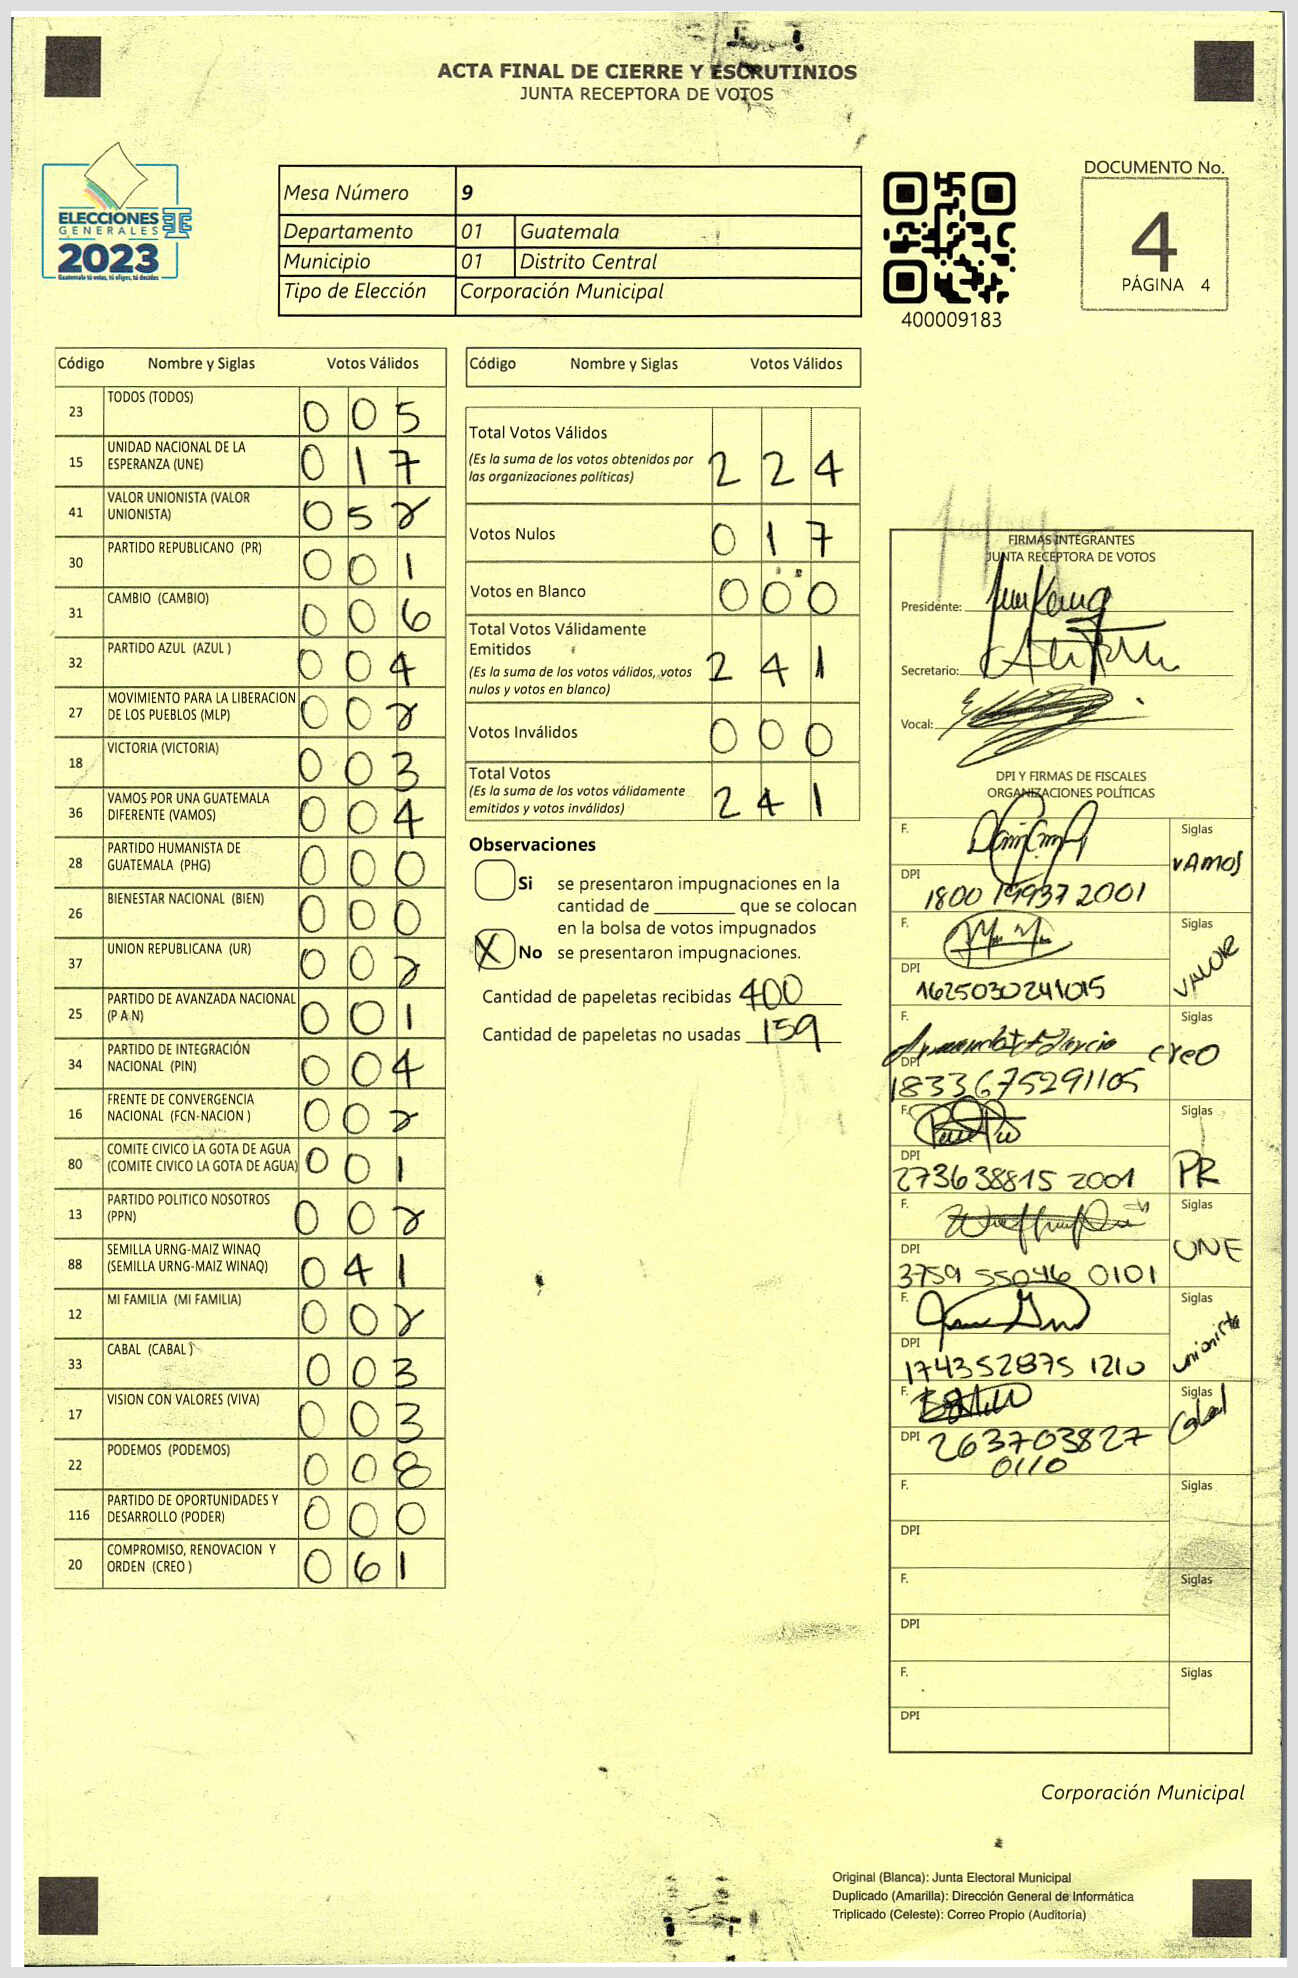 ACTA FINAL DE CIERRE Y ESCRUTINIOS
JUNTA RECEPTORA DE VOTOS
ELECCIONES
GENERALES
2023
Guatemala tú votas, tú eliges, tú decides
Mesa Número 9
Departamento 01 Guatemala
Municipio 01 Distrito Central
Tipo de Elección Corporación Municipal
400009183
DOCUMENTO No.
4
PÁGINA 4
Código Nombre y Siglas Votos Válidos
23 TODOS (TODOS) 0 0 5
15 UNIDAD NACIONAL DE LA ESPERANZA (UNE) 0 1 7
41 VALOR UNIONISTA (VALOR UNIONISTA) 0 5 2
30 PARTIDO REPUBLICANO (PR) 0 0 1
31 CAMBIO (CAMBIO) 0 0 6
32 PARTIDO AZUL (AZUL ) 0 0 4
27 MOVIMIENTO PARA LA LIBERACION DE LOS PUEBLOS (MLP) 0 0 2
18 VICTORIA (VICTORIA) 0 0 3
36 VAMOS POR UNA GUATEMALA DIFERENTE (VAMOS) 0 0 4
28 PARTIDO HUMANISTA DE GUATEMALA (PHG) 0 0 0
26 BIENESTAR NACIONAL (BIEN) 0 0 0
37 UNION REPUBLICANA (UR) 0 0 2
25 PARTIDO DE AVANZADA NACIONAL (P A N) 0 0 1
34 PARTIDO DE INTEGRACIÓN NACIONAL (PIN) 0 0 4
16 FRENTE DE CONVERGENCIA NACIONAL (FCN-NACION ) 0 0 2
80 COMITE CIVICO LA GOTA DE AGUA (COMITE CIVICO LA GOTA DE AGUA) 0 0 1
13 PARTIDO POLITICO NOSOTROS (PPN) 0 0 2
88 SEMILLA URNG-MAIZ WINAQ (SEMILLA URNG-MAIZ WINAQ) 0 4 1
12 MI FAMILIA (MI FAMILIA) 0 0 2
33 CABAL (CABAL ) 0 0 3
17 VISION CON VALORES (VIVA) 0 0 3
22 PODEMOS (PODEMOS) 0 0 8
116 PARTIDO DE OPORTUNIDADES Y DESARROLLO (PODER) 0 0 0
20 COMPROMISO, RENOVACION Y ORDEN (CREO ) 0 6 1
Código Nombre y Siglas Votos Válidos
Total Votos Válidos
(Es la suma de los votos obtenidos por
las organizaciones políticas) 2 2 4
Votos Nulos 0 1 7
Votos en Blanco 0 0 0
Total Votos Válidamente
Emitidos
(Es la suma de los votos válidos, votos
nulos y votos en blanco) 2 4 1
Votos Inválidos 0 0 0
Total Votos
(Es la suma de los votos válidamente
emitidos y votos inválidos) 2 4 1
Observaciones
Si se presentaron impugnaciones en la
cantidad de ________ que se colocan
en la bolsa de votos impugnados
X No se presentaron impugnaciones.
Cantidad de papeletas recibidas 400
Cantidad de papeletas no usadas 159
FIRMAS INTEGRANTES
JUNTA RECEPTORA DE VOTOS
Presidente:
Secretario:
Vocal:
DPI Y FIRMAS DE FISCALES
ORGANIZACIONES POLÍTICAS
F. Siglas VAMOS
DPI 1800 19937 2001
F. Siglas VALOR
DPI 1625030241015
F. Siglas creo
DPI 1833675291105
F. Siglas PR
DPI 273638815 2001
F. Siglas UNE
DPI 3759 55046 0101
F. Siglas unionista
DPI 174352875 1210
F. Siglas Cabal
DPI 263703827
0110
F. Siglas
DPI
F. Siglas
DPI
F. Siglas
DPI
Corporación Municipal
Original (Blanca): Junta Electoral Municipal
Duplicado (Amarilla): Dirección General de Informática
Triplicado (Celeste): Correo Propio (Auditoría)